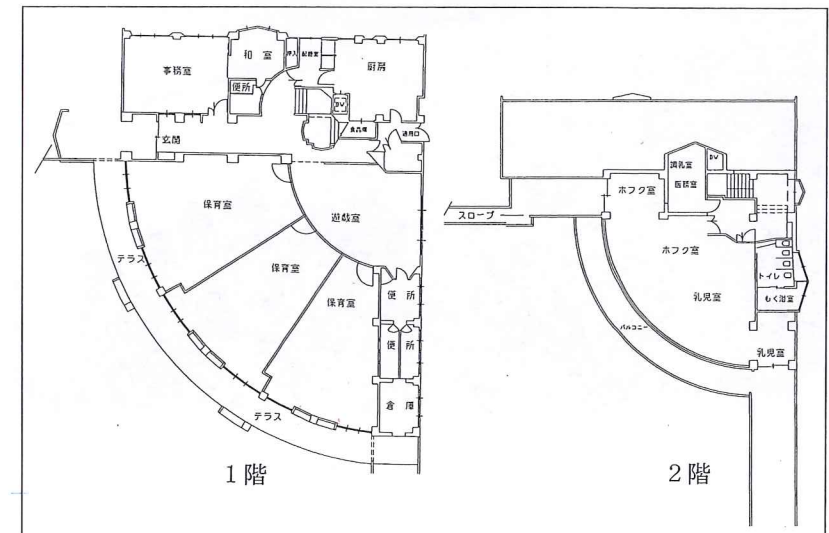 事務室
和室
押入
配膳室
厨房
便所
DW
食品庫
通用口
玄関
保育室
遊戯室
保育室
保育室
テラス
便所
便所
倉庫
テラス
1階
調乳室
医務室
DW
ホフク室
スロープ
ホフク室
トイレ
乳児室
もく浴室
バルコニー
乳児室
2階